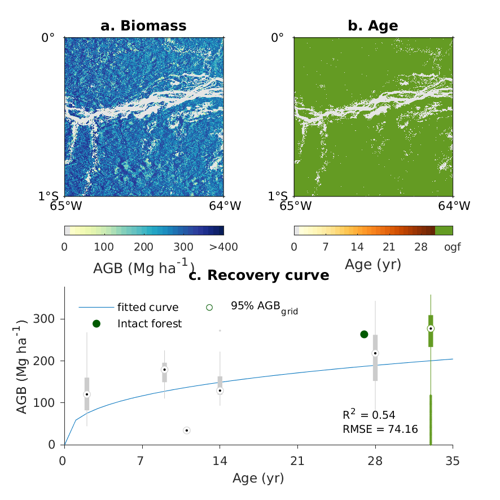 a. Biomass
b. Age
0°
0°
1°S
1°S
65°W
64°W
65°W
64°W
0 100 200 300 >400
AGB (Mg ha⁻¹)
0 7 14 21 28 ogf
Age (yr)
c. Recovery curve
fitted curve
95% AGB_grid
Intact forest
300
200
100
0
AGB (Mg ha⁻¹)
R² = 0.54
RMSE = 74.16
0 7 14 21 28 35
Age (yr)